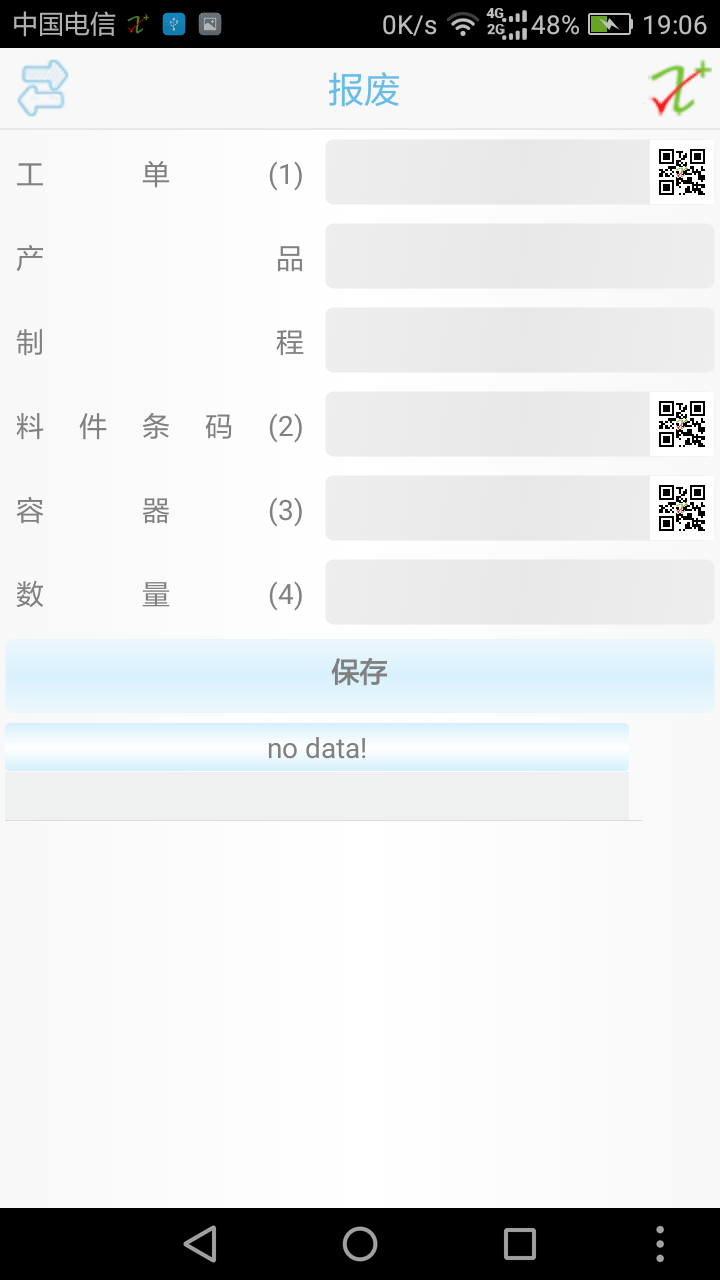 中国电信 0K/s 4G 2G 48% 19:06
报废
工单(1)
产品
制程
料件条码(2)
容器(3)
数量(4)
保存
no data!